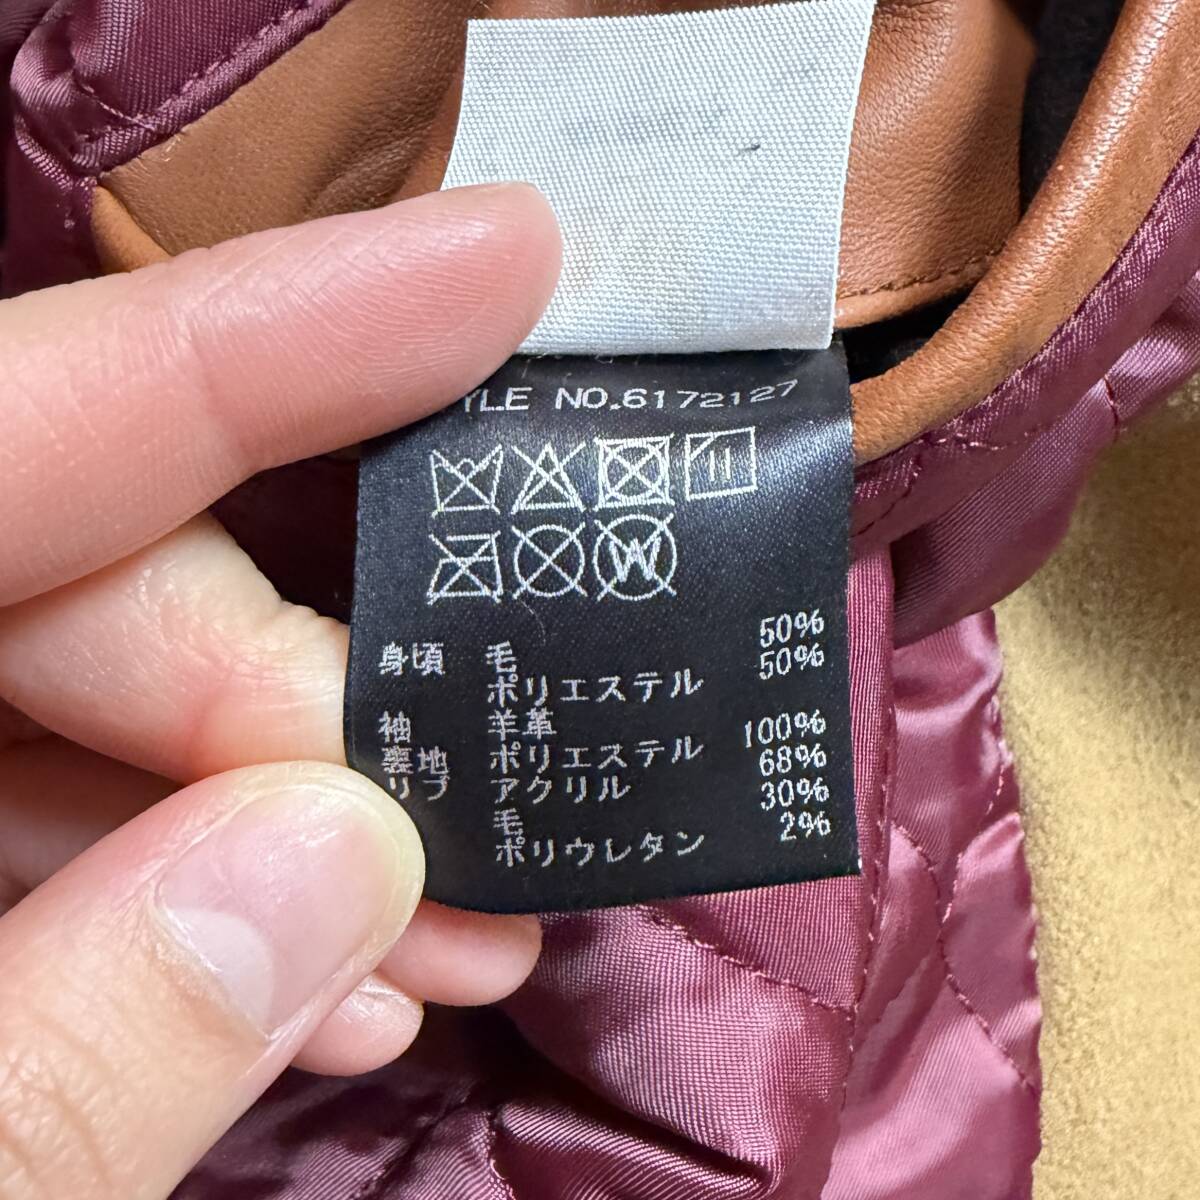 YLE NO.6172127
身頃 毛 50%
ポリエステル 50%
袖 羊革
裏地 ポリエステル 100%
リブ アクリル 68%
毛 30%
ポリウレタン 2%